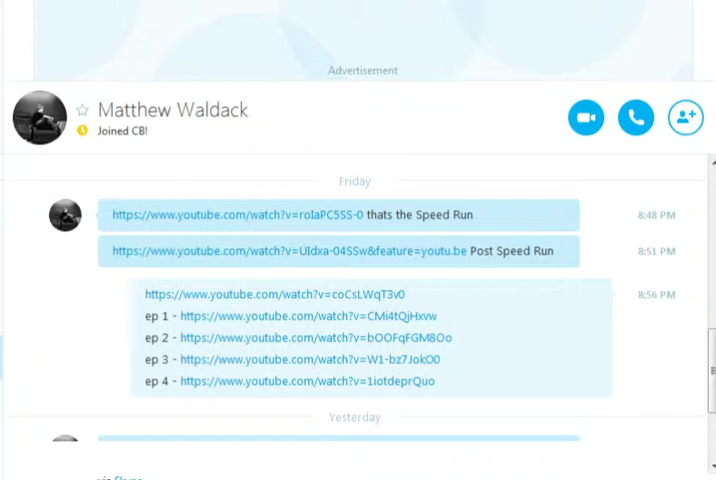 Advertisement
Matthew Waldack
Joined CB!
Friday
https://www.youtube.com/watch?v=roIaPC5SS-0 thats the Speed Run
8:48 PM
https://www.youtube.com/watch?v=UIdxa-04SSw&feature=youtu.be Post Speed Run
8:51 PM
https://www.youtube.com/watch?v=coCsLWqT3v0
8:56 PM
ep 1 - https://www.youtube.com/watch?v=CMi4tQjHxvw
ep 2 - https://www.youtube.com/watch?v=bOOFqFGM8Oo
ep 3 - https://www.youtube.com/watch?v=W1-bz7JokO0
ep 4 - https://www.youtube.com/watch?v=1iotdeprQuo
Yesterday
via Skype